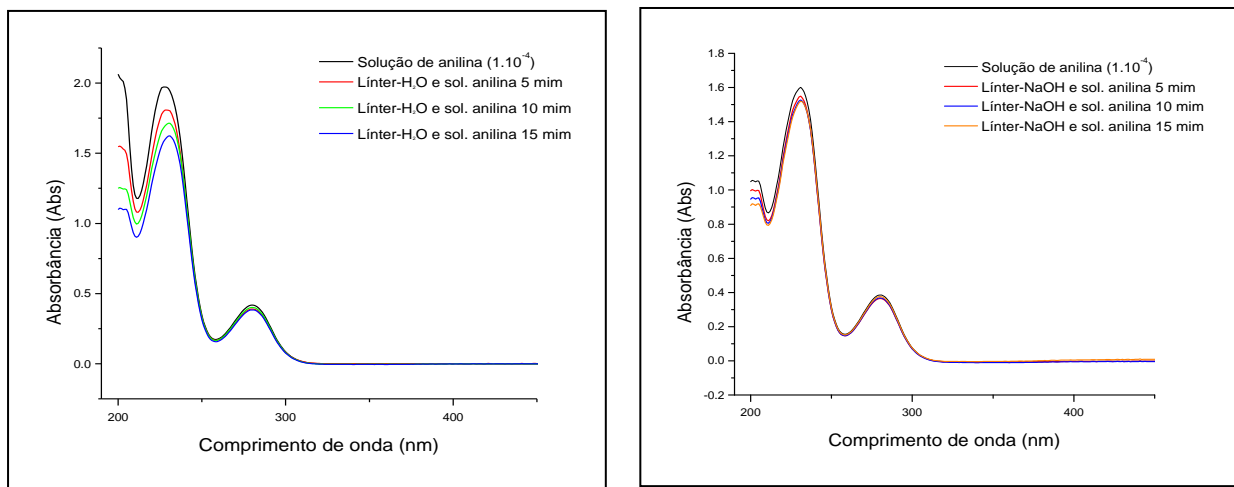 Solução de anilina (1.10⁻⁴)
Línter-H₂O e sol. anilina 5 mim
Línter-H₂O e sol. anilina 10 mim
Línter-H₂O e sol. anilina 15 mim
Absorbância (Abs)
2.0
1.5
1.0
0.5
0.0
200 300 400
Comprimento de onda (nm)
Solução de anilina (1.10⁻⁴)
Línter-NaOH e sol. anilina 5 mim
Línter-NaOH e sol. anilina 10 mim
Línter-NaOH e sol. anilina 15 mim
Absorbância (Abs)
1.8
1.6
1.4
1.2
1.0
0.8
0.6
0.4
0.2
0.0
-0.2
200 300 400
Comprimento de onda (nm)